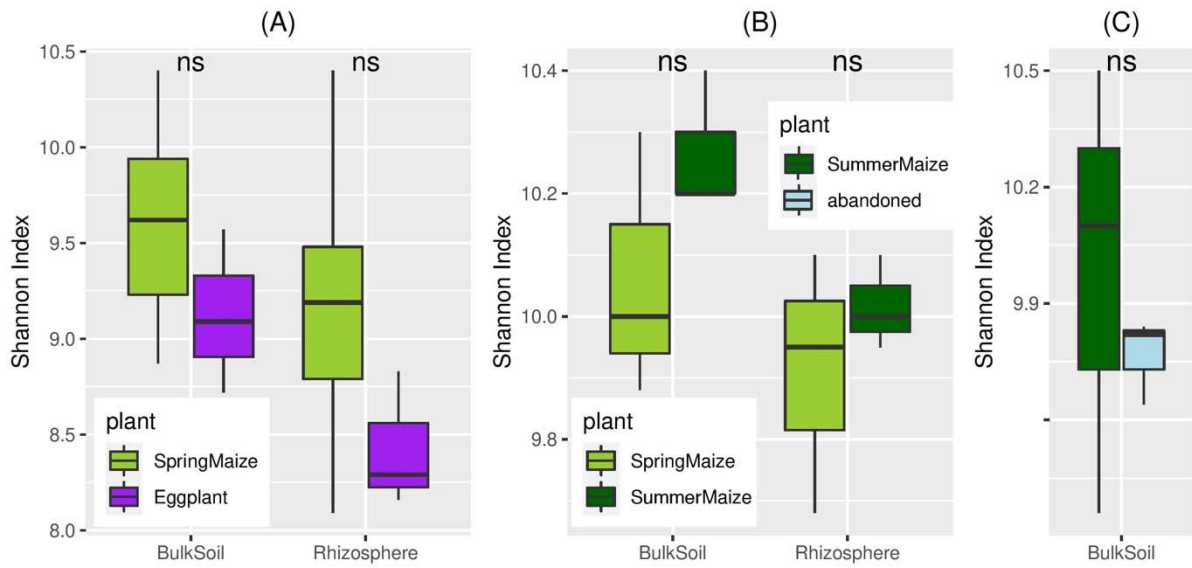 (A)
Shannon Index
10.5
10.0
9.5
9.0
8.5
8.0
ns
ns
plant
SpringMaize
Eggplant
BulkSoil
Rhizosphere
(B)
Shannon Index
10.4
10.2
10.0
9.8
ns
ns
plant
SummerMaize
abandoned
plant
SpringMaize
SummerMaize
BulkSoil
Rhizosphere
(C)
Shannon Index
10.5
10.2
9.9
ns
BulkSoil